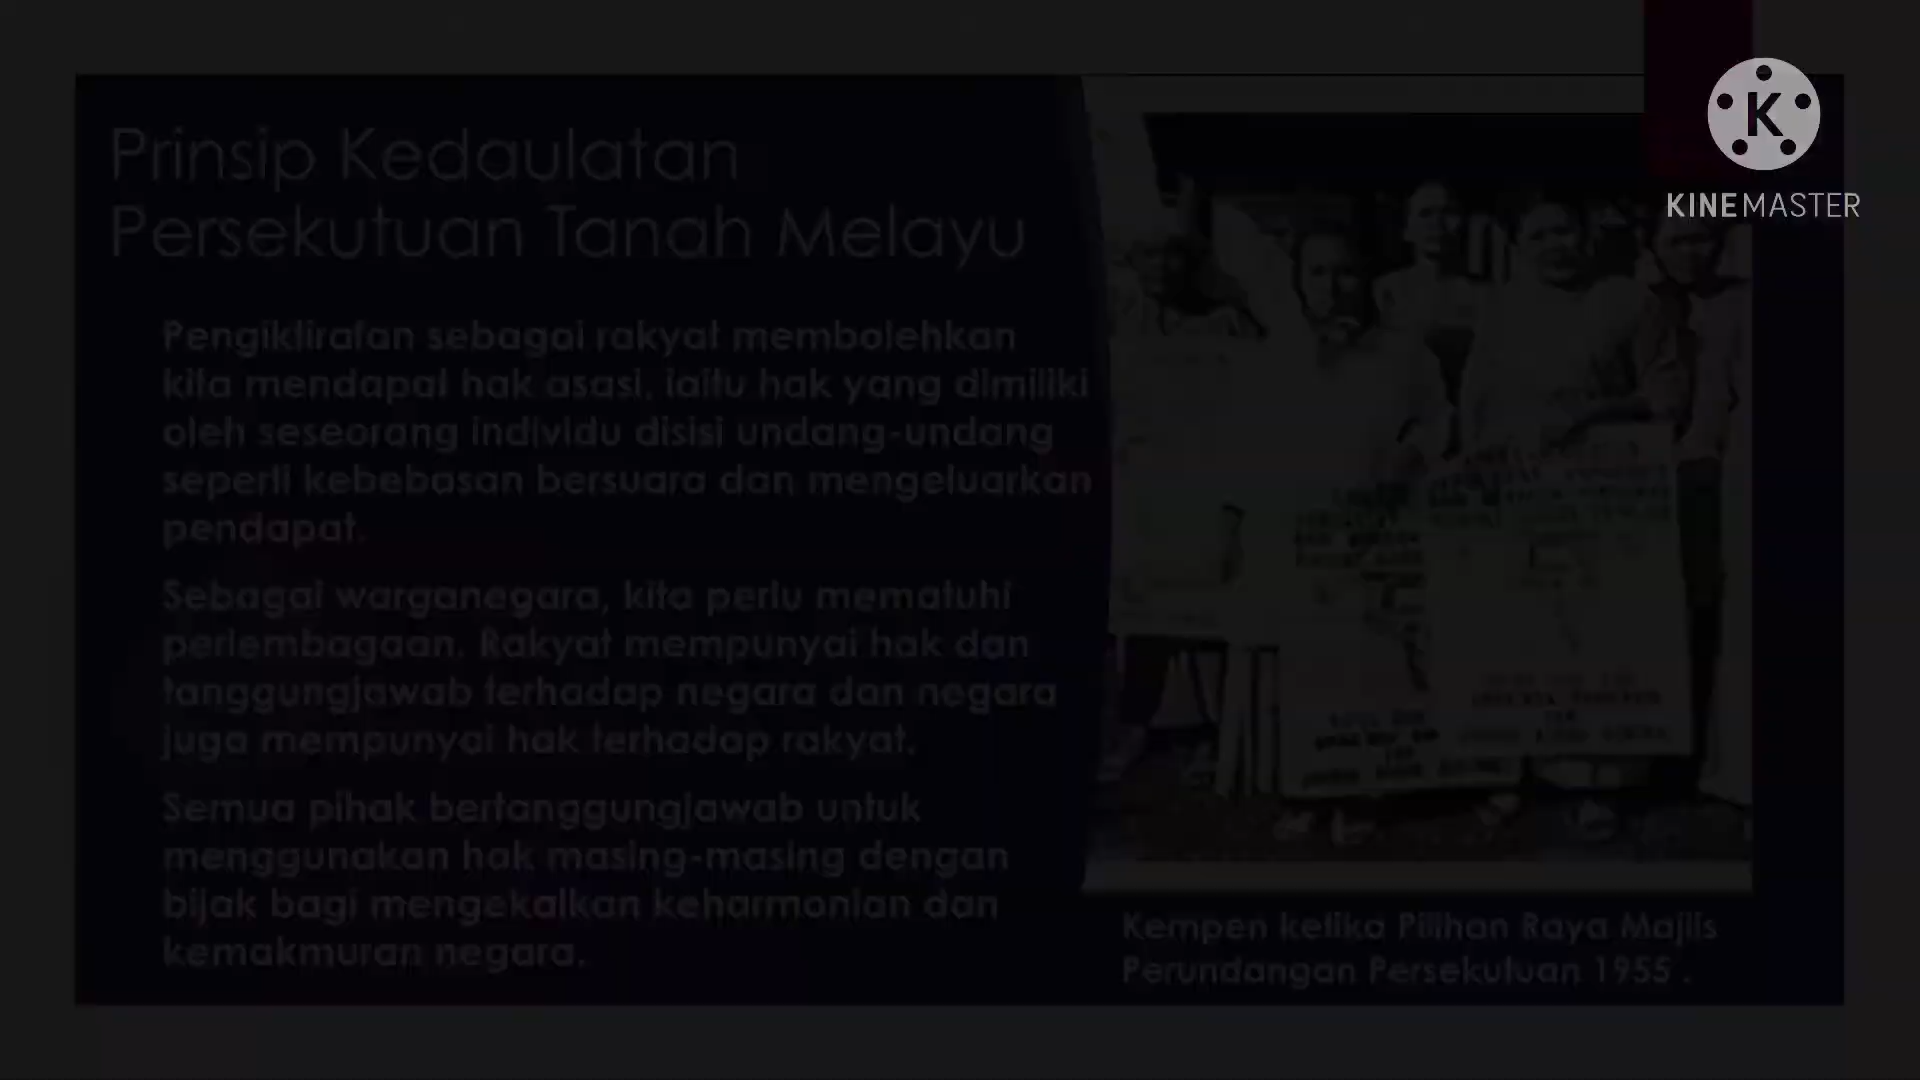 Prinsip Kedaulatan
Persekutuan Tanah Melayu
Pengiktirafan sebagai rakyat membolehkan
kita mendapat hak asasi, iaitu hak yang dimiliki
oleh seseorang individu disisi undang-undang
seperti kebebasan bersuara dan mengeluarkan
pendapat.
Sebagai warganegara, kita perlu mematuhi
perlembagaan. Rakyat mempunyai hak dan
tanggungjawab terhadap negara dan negara
juga mempunyai hak terhadap rakyat.
Semua pihak bertanggungjawab untuk
menggunakan hak masing-masing dengan
bijak bagi mengekalkan keharmonian dan
kemakmuran negara.
K
KINEMASTER
Kempen ketika Pilihan Raya Majlis
Perundangan Persekutuan 1955 .